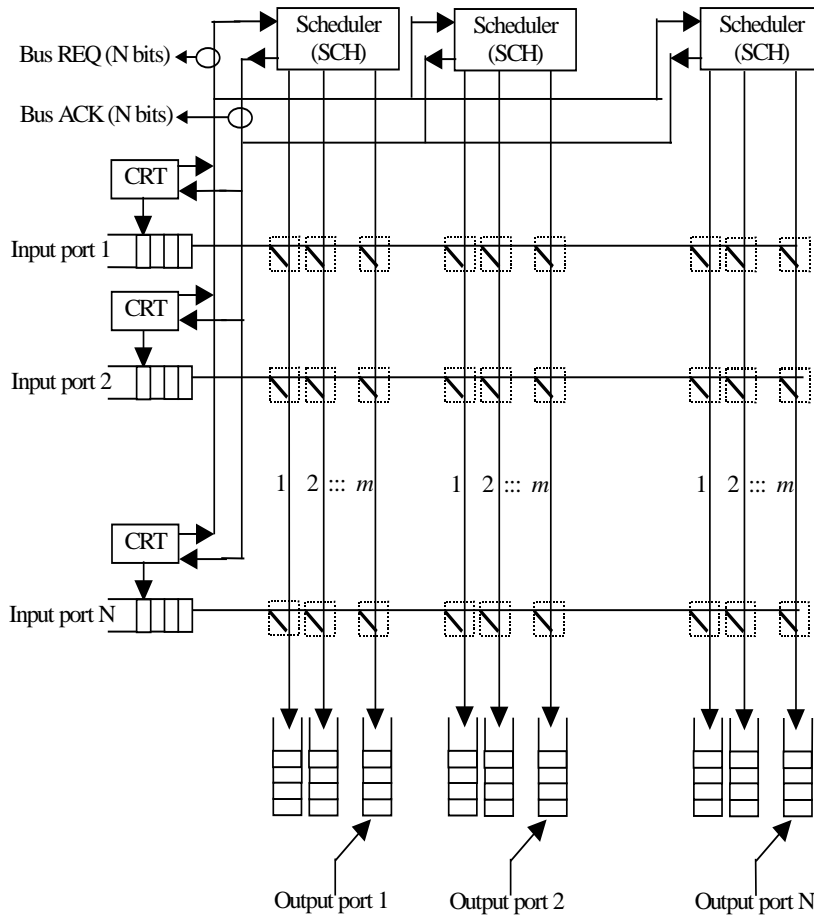 Scheduler
(SCH)
Scheduler
(SCH)
Scheduler
(SCH)
Bus REQ (N bits)
Bus ACK (N bits)
CRT
Input port 1
CRT
Input port 2
1 2 ::: m
1 2 ::: m
1 2 ::: m
CRT
Input port N
Output port 1
Output port 2
Output port N